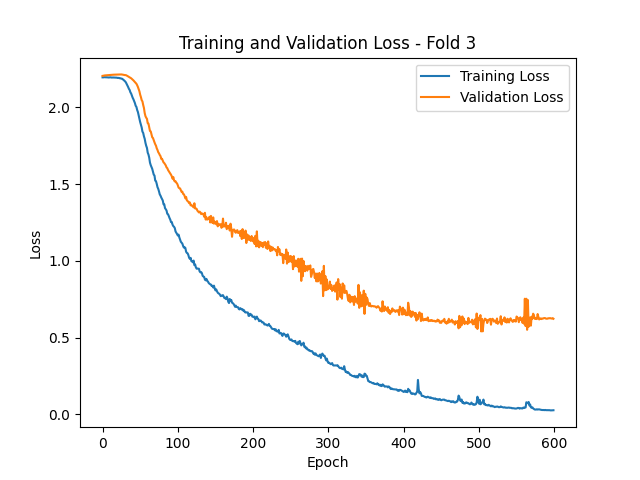 Training and Validation Loss - Fold 3
Training Loss
Validation Loss
2.0
1.5
1.0
0.5
0.0
Loss
0 100 200 300 400 500 600
Epoch